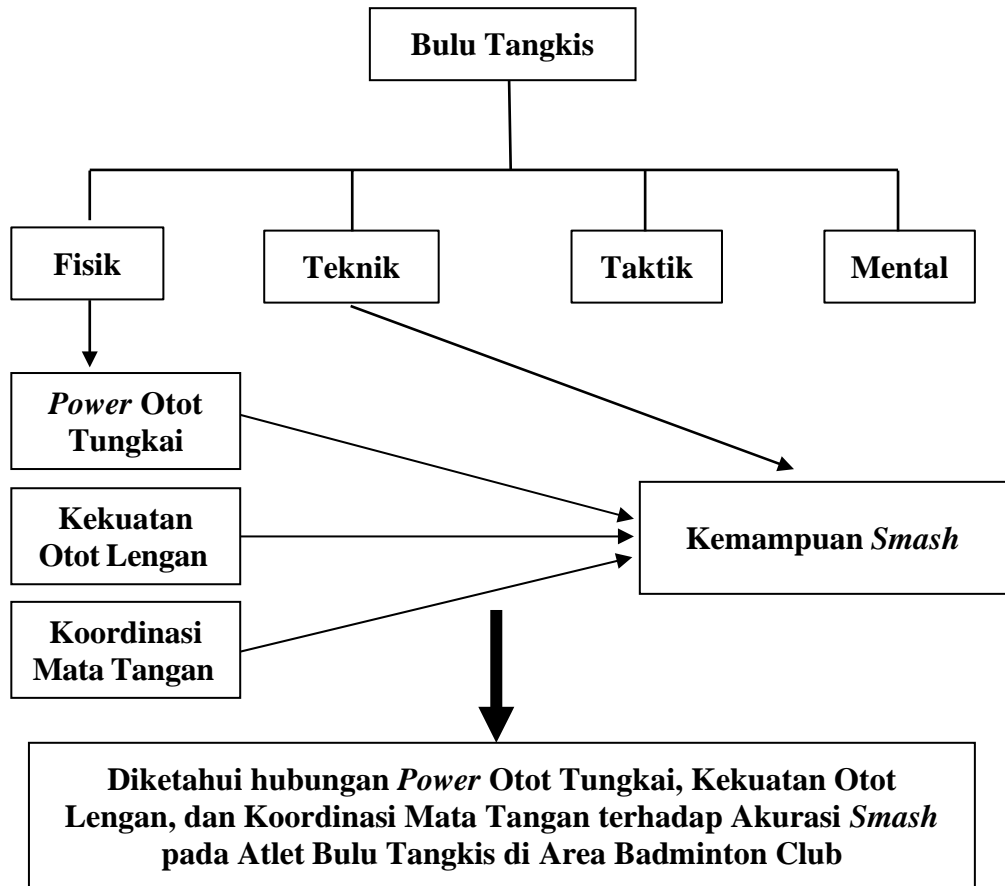 Bulu Tangkis
Fisik
Teknik
Taktik
Mental
Power Otot
Tungkai
Kekuatan
Otot Lengan
Koordinasi
Mata Tangan
Kemampuan Smash
Diketahui hubungan Power Otot Tungkai, Kekuatan Otot
Lengan, dan Koordinasi Mata Tangan terhadap Akurasi Smash
pada Atlet Bulu Tangkis di Area Badminton Club